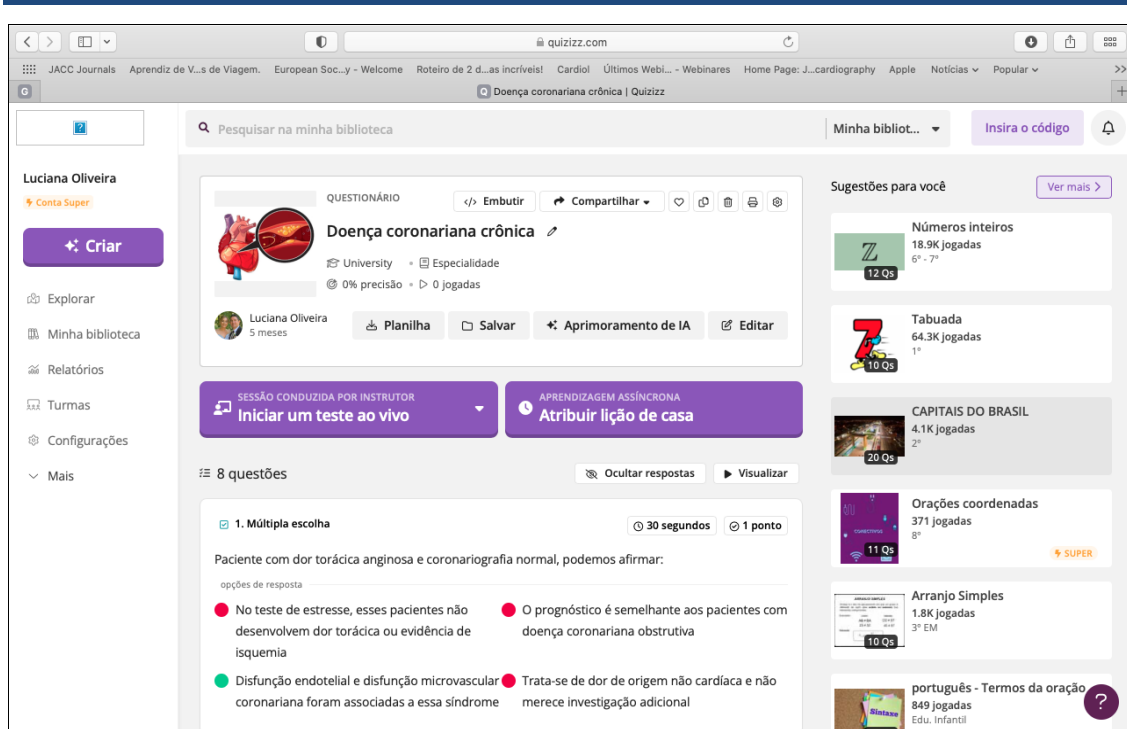 quizizz.com
JACC Journals Aprendiz de V...s de Viagem. European Soc...y - Welcome Roteiro de 2 d...as incríveis! Cardiol Últimos Webi... - Webinares Home Page: J...cardiography Apple Notícias Popular >>
G
Q Doença coronariana crônica | Quizizz +
?
Pesquisar na minha biblioteca
Minha bibliot...
Insira o código
Luciana Oliveira
Conta Super
Criar
Explorar
Minha biblioteca
Relatórios
Turmas
Configurações
Mais
QUESTIONÁRIO
</> Embutir
Compartilhar
Doença coronariana crônica
University • Especialidade
0% precisão • 0 jogadas
Luciana Oliveira
5 meses
Planilha
Salvar
Aprimoramento de IA
Editar
SESSÃO CONDUZIDA POR INSTRUTOR
Iniciar um teste ao vivo
APRENDIZAGEM ASSÍNCRONA
Atribuir lição de casa
8 questões
Ocultar respostas
Visualizar
1. Múltipla escolha
30 segundos
1 ponto
Paciente com dor torácica anginosa e coronariografia normal, podemos afirmar:
opções de resposta
No teste de estresse, esses pacientes não
desenvolvem dor torácica ou evidência de
isquemia
O prognóstico é semelhante aos pacientes com
doença coronariana obstrutiva
Disfunção endotelial e disfunção microvascular
coronariana foram associadas a essa síndrome
Trata-se de dor de origem não cardíaca e não
merece investigação adicional
Sugestões para você
Ver mais >
Números inteiros
18.9K jogadas
6° - 7°
ℤ
12 Qs
Tabuada
64.3K jogadas
1°
10 Qs
CAPITAIS DO BRASIL
4.1K jogadas
2°
20 Qs
Orações coordenadas
371 jogadas
8°
11 Qs
SUPER
Arranjo Simples
1.8K jogadas
3° EM
ARRANJO SIMPLES
10 Qs
português - Termos da oração
849 jogadas
Edu. Infantil
Sintaxe
?